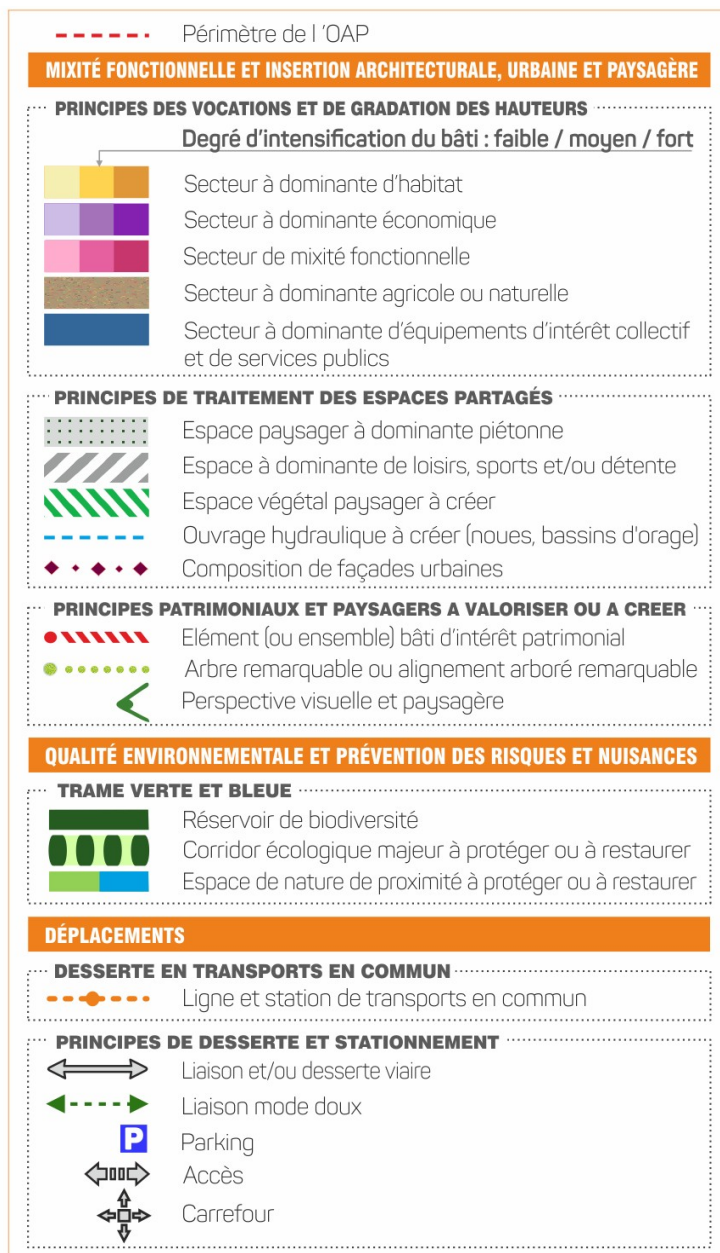 Périmètre de l ’OAP
MIXITÉ FONCTIONNELLE ET INSERTION ARCHITECTURALE, URBAINE ET PAYSAGÈRE
PRINCIPES DES VOCATIONS ET DE GRADATION DES HAUTEURS
Degré d’intensification du bâti : faible / moyen / fort
Secteur à dominante d’habitat
Secteur à dominante économique
Secteur de mixité fonctionnelle
Secteur à dominante agricole ou naturelle
Secteur à dominante d’équipements d’intérêt collectif
et de services publics
PRINCIPES DE TRAITEMENT DES ESPACES PARTAGÉS
Espace paysager à dominante piétonne
Espace à dominante de loisirs, sports et/ou détente
Espace végétal paysager à créer
Ouvrage hydraulique à créer (noues, bassins d'orage)
Composition de façades urbaines
PRINCIPES PATRIMONIAUX ET PAYSAGERS A VALORISER OU A CREER
Elément (ou ensemble) bâti d’intérêt patrimonial
Arbre remarquable ou alignement arboré remarquable
Perspective visuelle et paysagère
QUALITÉ ENVIRONNEMENTALE ET PRÉVENTION DES RISQUES ET NUISANCES
TRAME VERTE ET BLEUE
Réservoir de biodiversité
Corridor écologique majeur à protéger ou à restaurer
Espace de nature de proximité à protéger ou à restaurer
DÉPLACEMENTS
DESSERTE EN TRANSPORTS EN COMMUN
Ligne et station de transports en commun
PRINCIPES DE DESSERTE ET STATIONNEMENT
Liaison et/ou desserte viaire
Liaison mode doux
P Parking
Accès
Carrefour